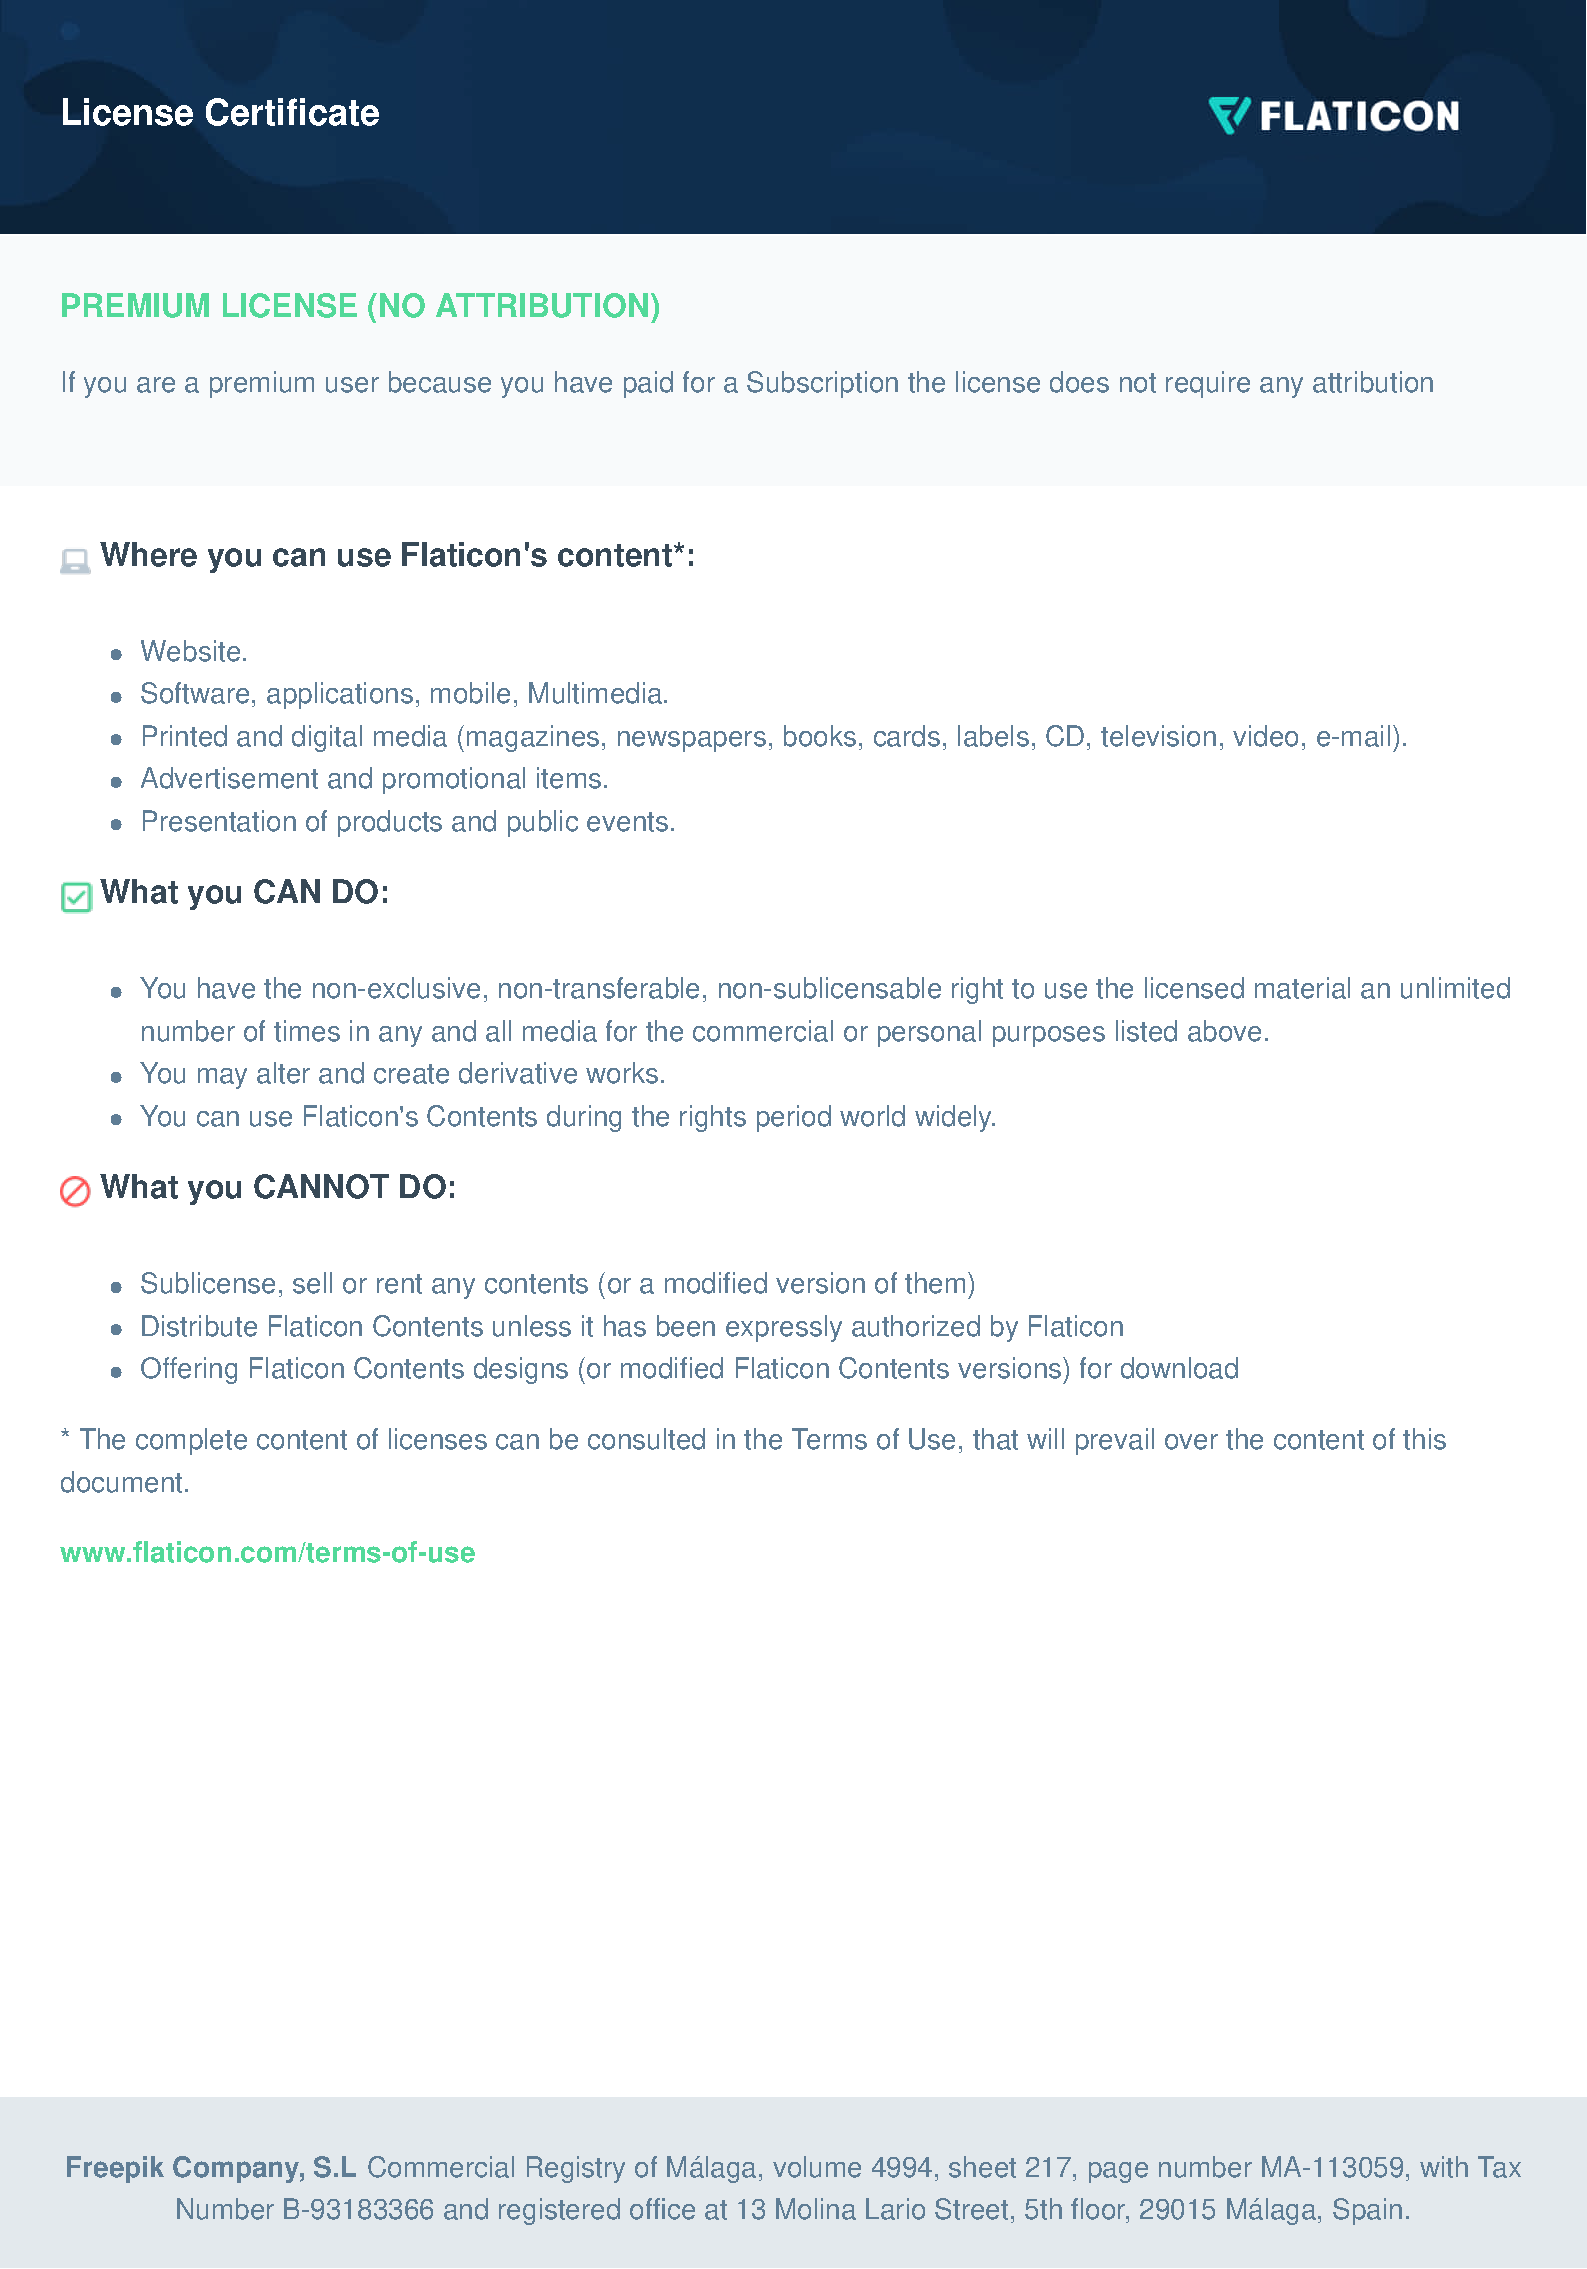 License Certificate
FLATICON
PREMIUM LICENSE (NO ATTRIBUTION)
If you are a premium user because you have paid for a Subscription the license does not require any attribution
Where you can use Flaticon's content*:
Website.
Software, applications, mobile, Multimedia.
Printed and digital media (magazines, newspapers, books, cards, labels, CD, television, video, e-mail).
Advertisement and promotional items.
Presentation of products and public events.
What you CAN DO:
You have the non-exclusive, non-transferable, non-sublicensable right to use the licensed material an unlimited
number of times in any and all media for the commercial or personal purposes listed above.
You may alter and create derivative works.
You can use Flaticon's Contents during the rights period world widely.
What you CANNOT DO:
Sublicense, sell or rent any contents (or a modified version of them)
Distribute Flaticon Contents unless it has been expressly authorized by Flaticon
Offering Flaticon Contents designs (or modified Flaticon Contents versions) for download
* The complete content of licenses can be consulted in the Terms of Use, that will prevail over the content of this
document.
www.flaticon.com/terms-of-use
Freepik Company, S.L Commercial Registry of Málaga, volume 4994, sheet 217, page number MA-113059, with Tax
Number B-93183366 and registered office at 13 Molina Lario Street, 5th floor, 29015 Málaga, Spain.